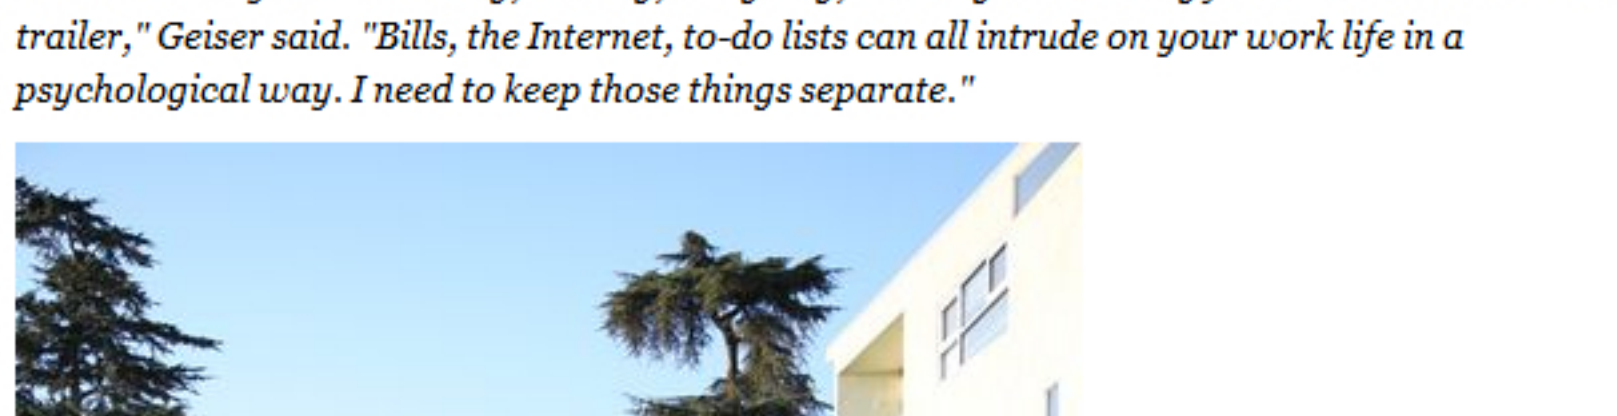 trailer," Geiser said. "Bills, the Internet, to-do lists can all intrude on your work life in a
psychological way. I need to keep those things separate."